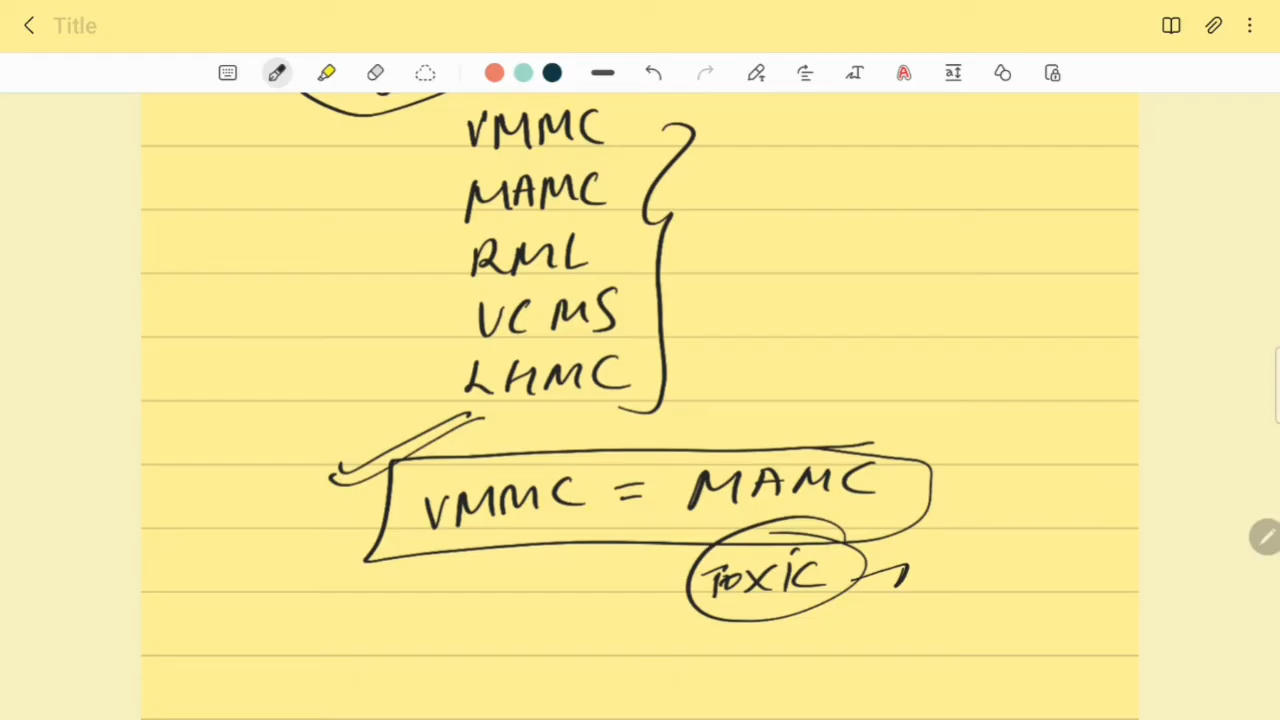 Title
VMMC
MAMC
RML
UCMS
LHMC
VMMC = MAMC
TOXIC